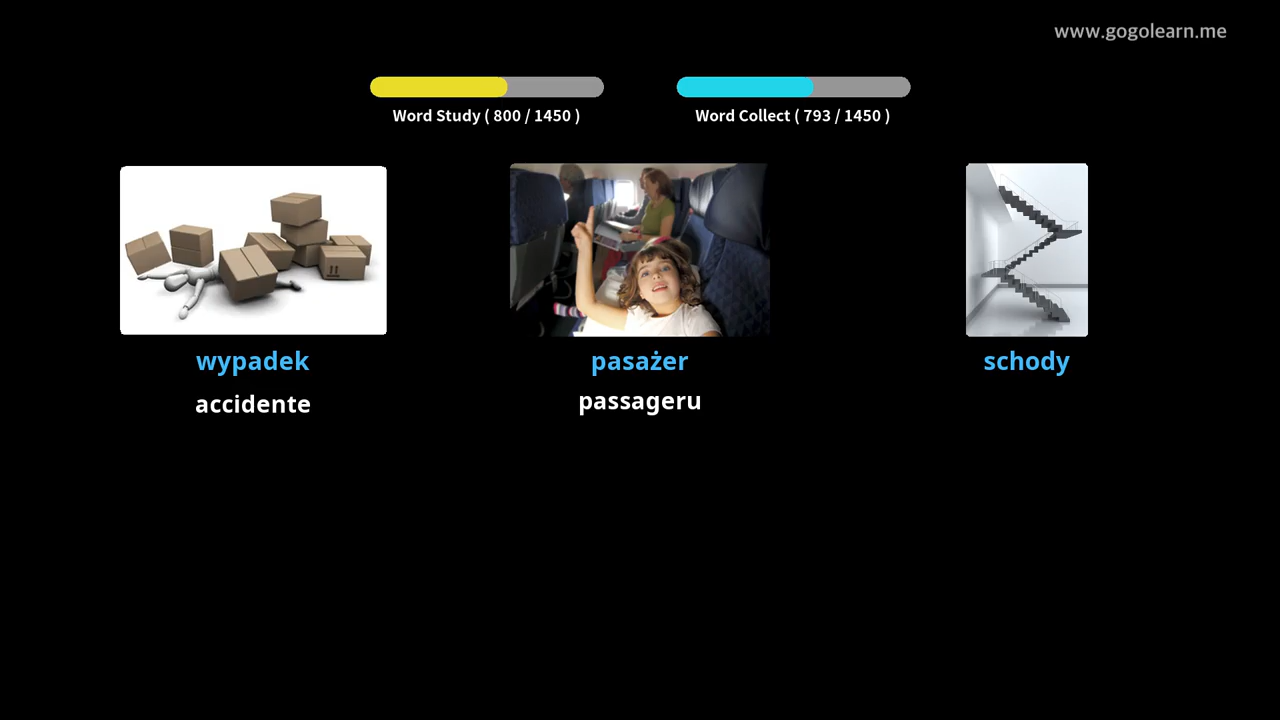 www.gogolearn.me
Word Study ( 800 / 1450 )
Word Collect ( 793 / 1450 )
wypadek
pasażer
schody
accidente
passageru